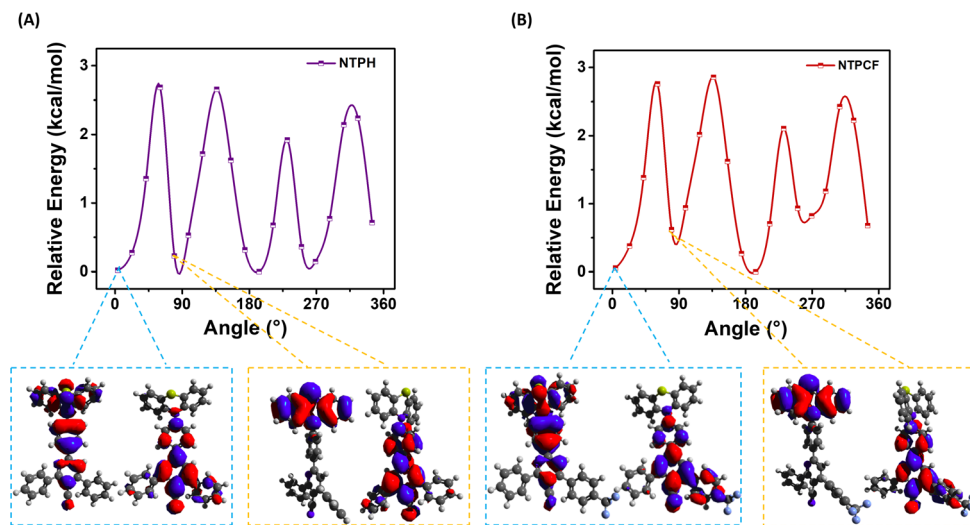 (A)
NTPH
Relative Energy (kcal/mol)
3
2
1
0
0
90
180
270
360
Angle (°)
(B)
NTPCF
Relative Energy (kcal/mol)
3
2
1
0
0
90
180
270
360
Angle (°)